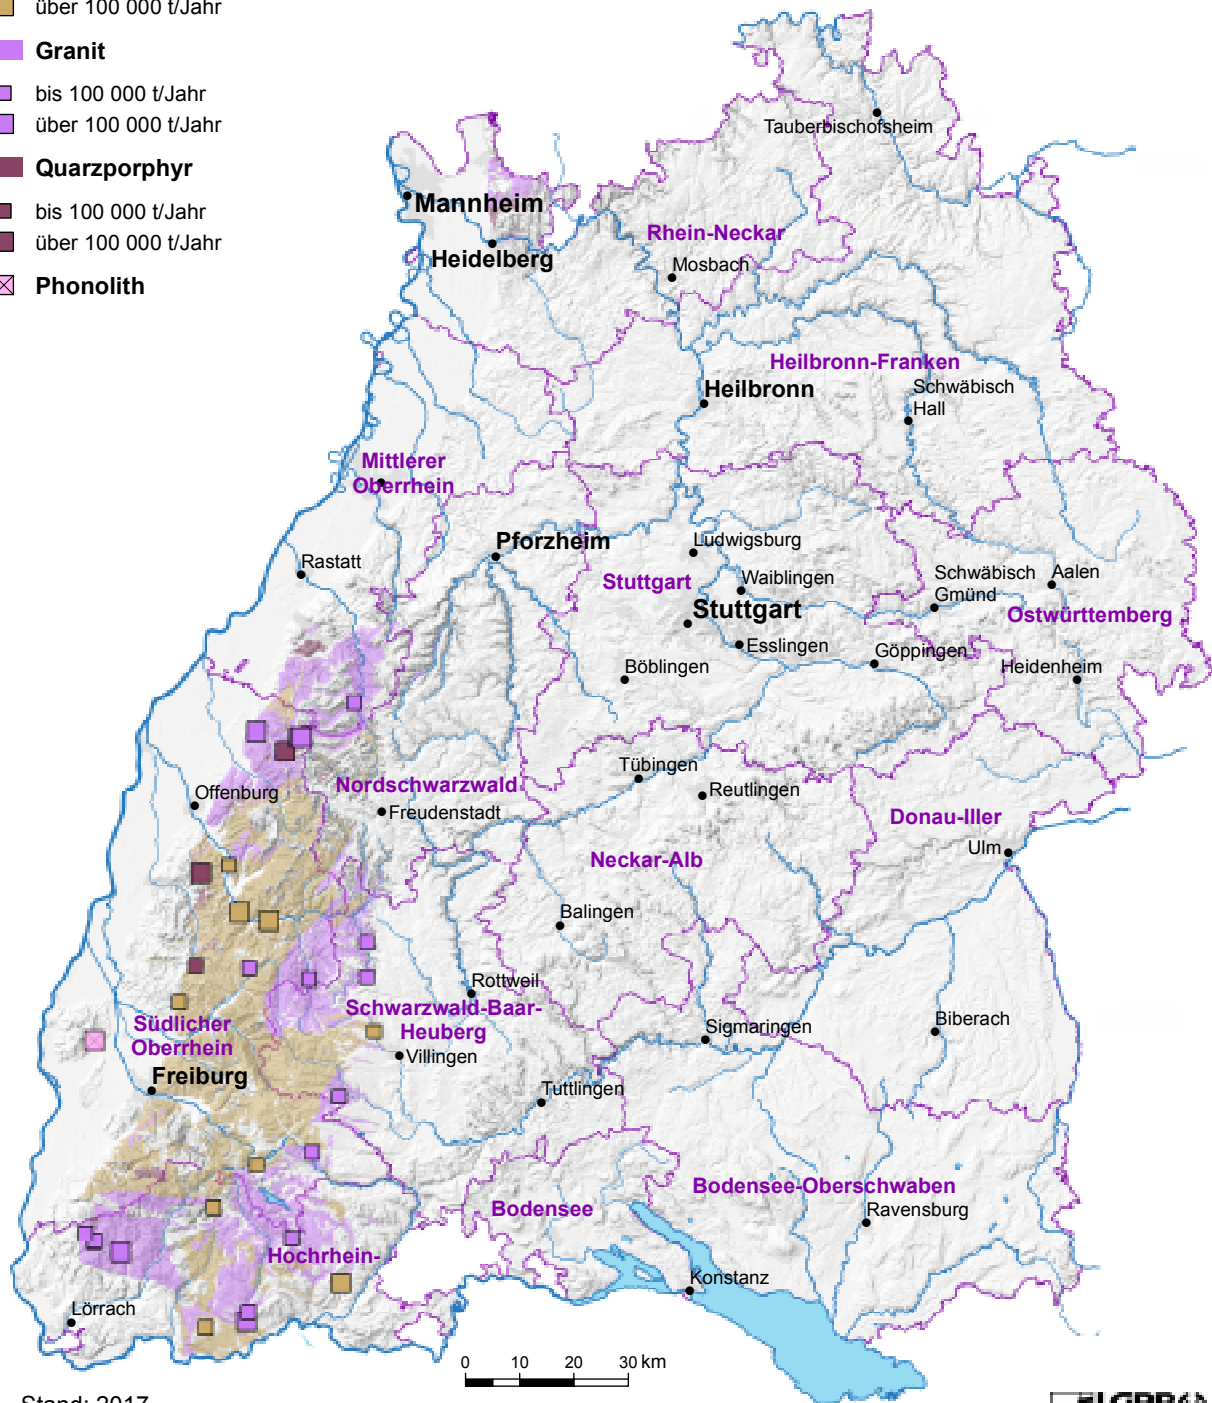 über 100 000 t/Jahr
Granit
bis 100 000 t/Jahr
über 100 000 t/Jahr
Quarzporphyr
bis 100 000 t/Jahr
über 100 000 t/Jahr
Phonolith
Tauberbischofsheim
Mannheim
Rhein-Neckar
Heidelberg
Mosbach
Heilbronn-Franken
Heilbronn
Schwäbisch
Hall
Mittlerer
Oberrhein
Pforzheim
Ludwigsburg
Rastatt
Stuttgart
Waiblingen
Schwäbisch
Gmünd
Aalen
Stuttgart
Ostwürttemberg
Esslingen
Göppingen
Böblingen
Heidenheim
Tübingen
Nordschwarzwald
Reutlingen
Offenburg
Freudenstadt
Donau-Iller
Ulm
Neckar-Alb
Balingen
Rottweil
Schwarzwald-Baar-
Heuberg
Südlicher
Oberrhein
Sigmaringen
Biberach
Villingen
Freiburg
Tuttlingen
Bodensee-Oberschwaben
Bodensee
Ravensburg
Hochrhein-
Konstanz
Lörrach
0 10 20 30 km
Stand: 2017
LGRB